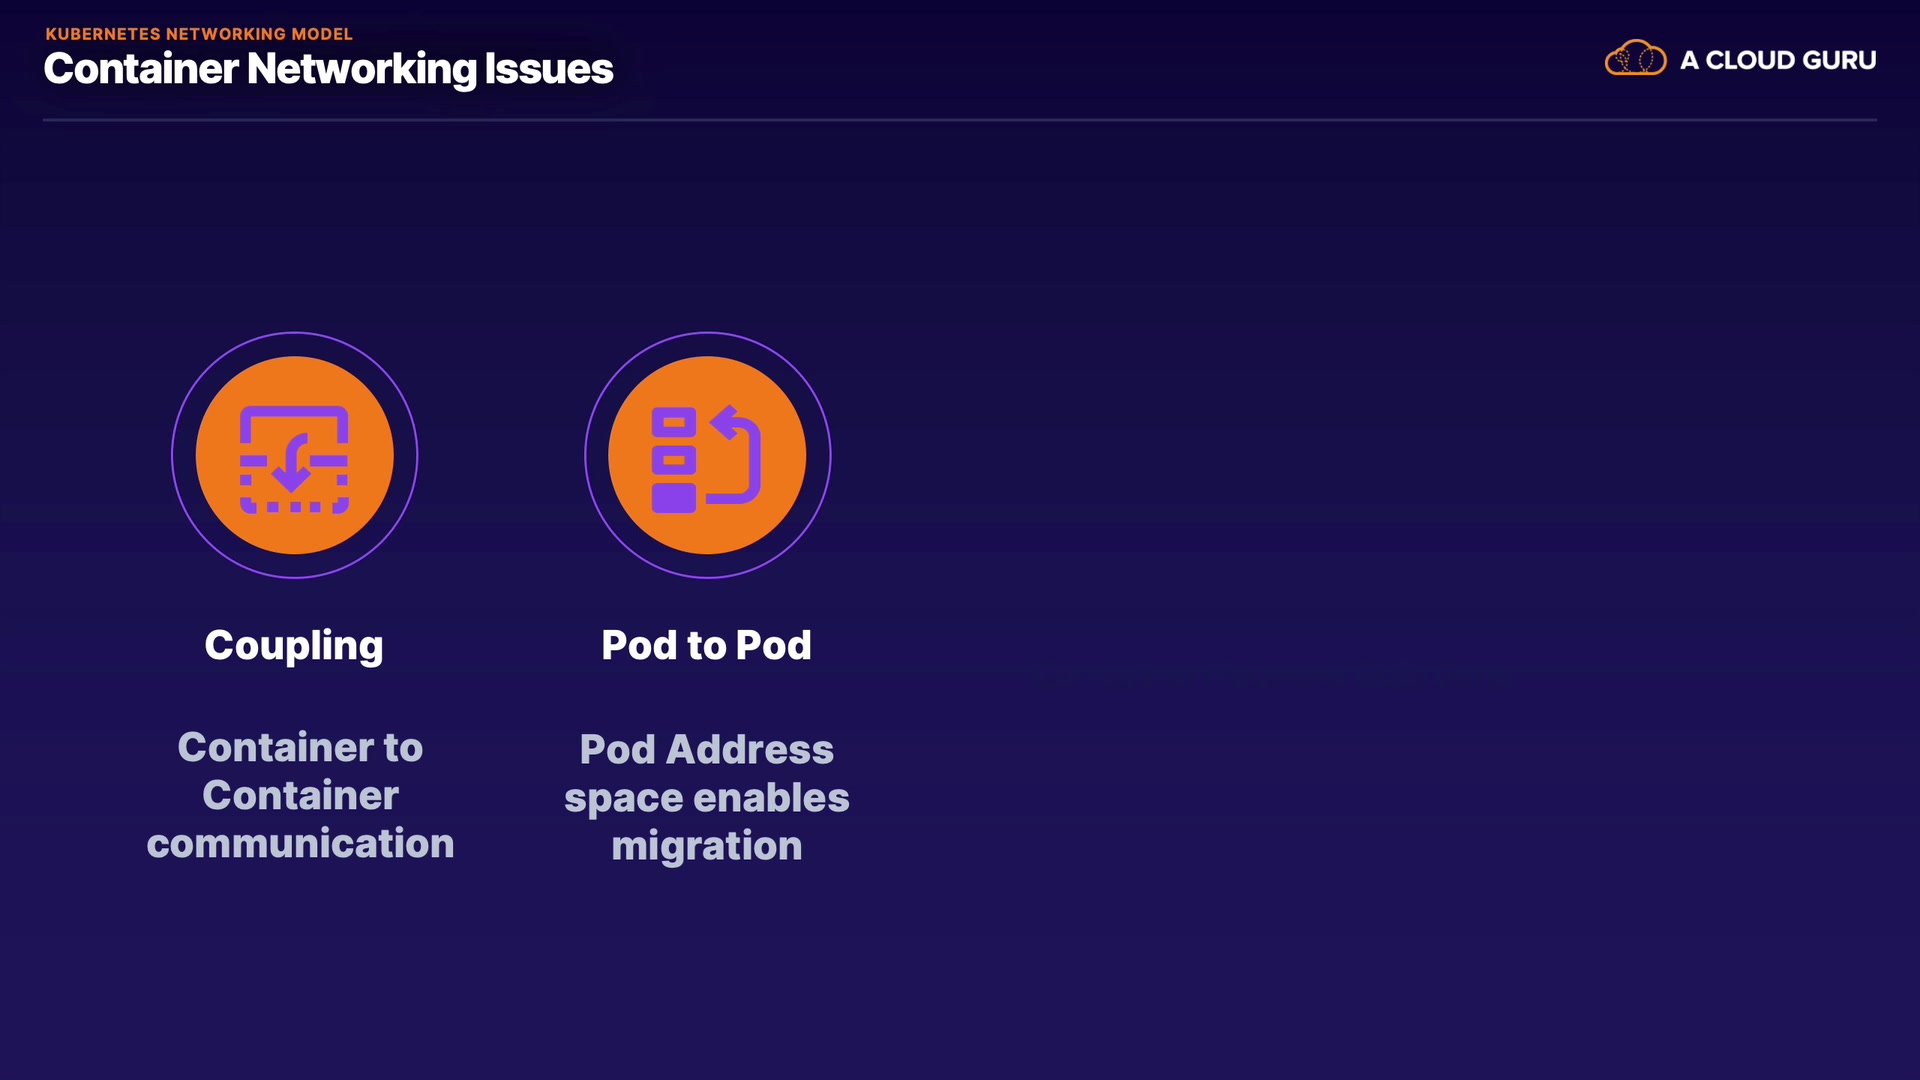 KUBERNETES NETWORKING MODEL
Container Networking Issues
A CLOUD GURU
Coupling
Container to
Container
communication
Pod to Pod
Pod Address
space enables
migration